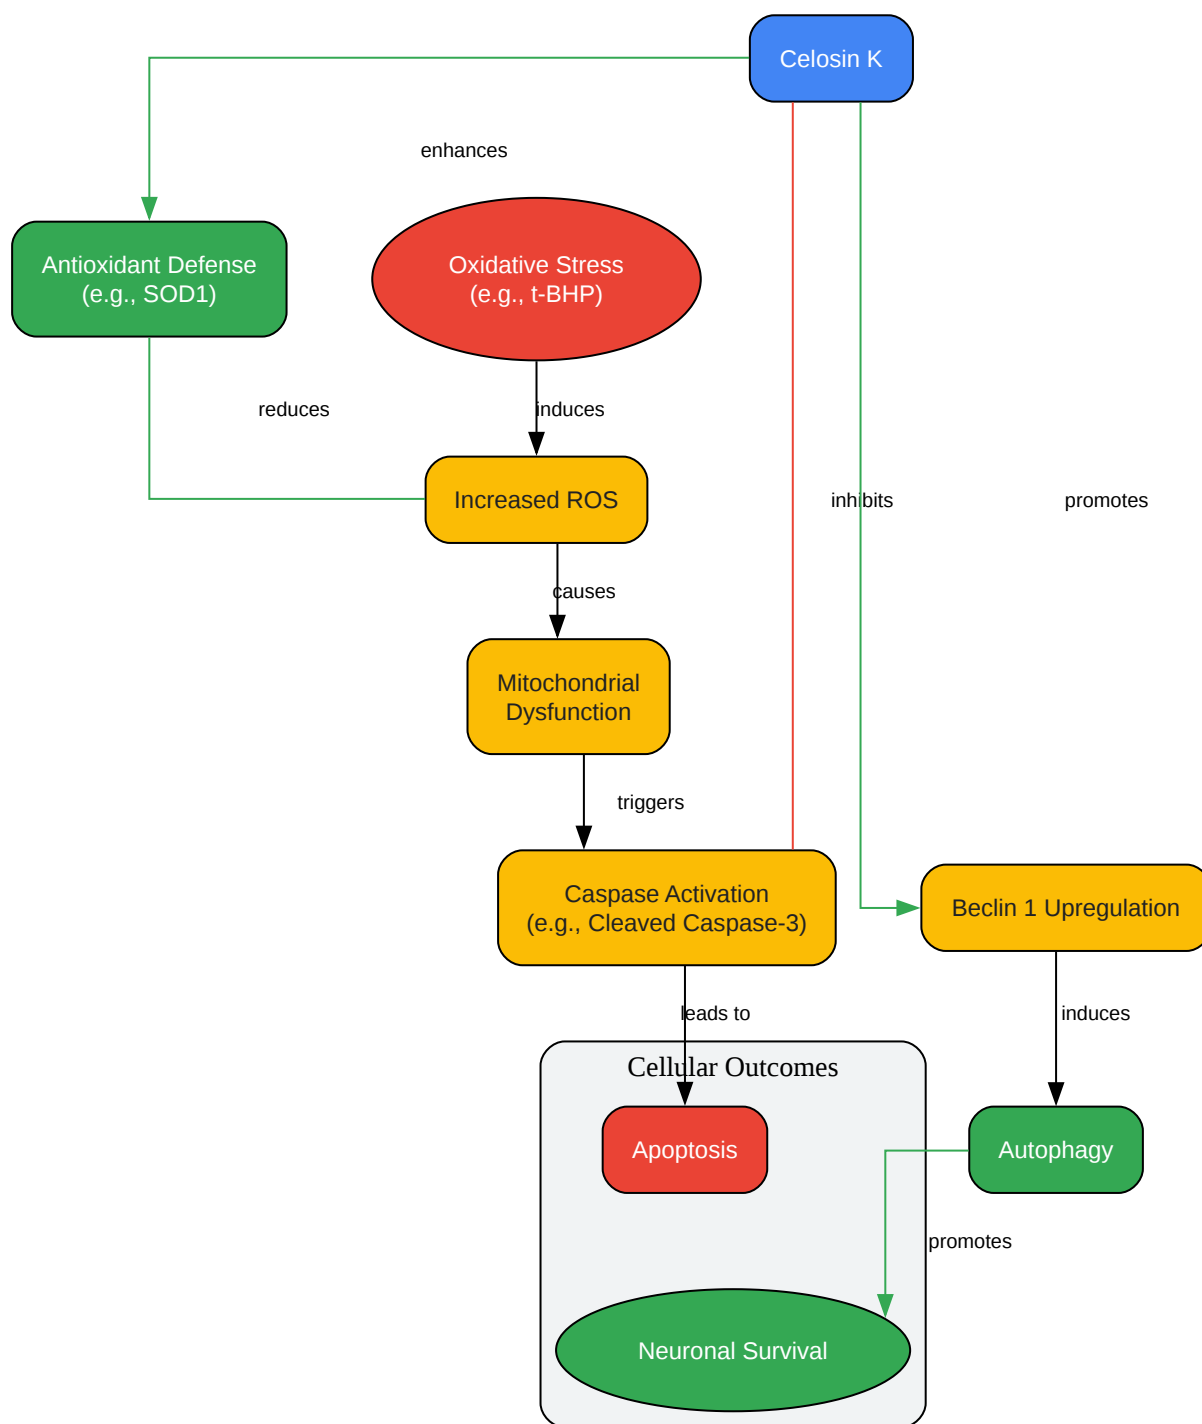 Celosin K
enhances
Antioxidant Defense
(e.g., SOD1)
Oxidative Stress
(e.g., t-BHP)
reduces
induces
Increased ROS
inhibits
promotes
causes
Mitochondrial
Dysfunction
triggers
Caspase Activation
(e.g., Cleaved Caspase-3)
Beclin 1 Upregulation
leads to
induces
Cellular Outcomes
Apoptosis
Autophagy
promotes
Neuronal Survival